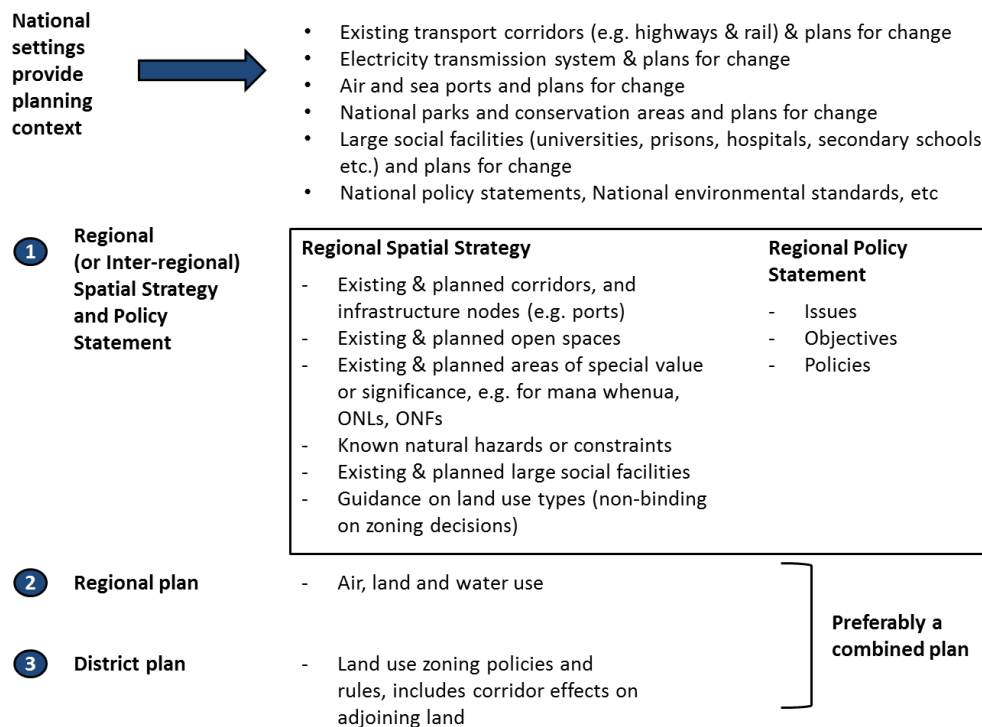 National
settings
provide
planning
context
• Existing transport corridors (e.g. highways & rail) & plans for change
• Electricity transmission system & plans for change
• Air and sea ports and plans for change
• National parks and conservation areas and plans for change
• Large social facilities (universities, prisons, hospitals, secondary schools
etc.) and plans for change
• National policy statements, National environmental standards, etc
1
Regional
(or Inter-regional)
Spatial Strategy
and Policy
Statement
Regional Spatial Strategy
- Existing & planned corridors, and
infrastructure nodes (e.g. ports)
- Existing & planned open spaces
- Existing & planned areas of special value
or significance, e.g. for mana whenua,
ONLs, ONFs
- Known natural hazards or constraints
- Existing & planned large social facilities
- Guidance on land use types (non-binding
on zoning decisions)
Regional Policy
Statement
- Issues
- Objectives
- Policies
2
Regional plan
- Air, land and water use
3
District plan
- Land use zoning policies and
rules, includes corridor effects on
adjoining land
Preferably a
combined plan